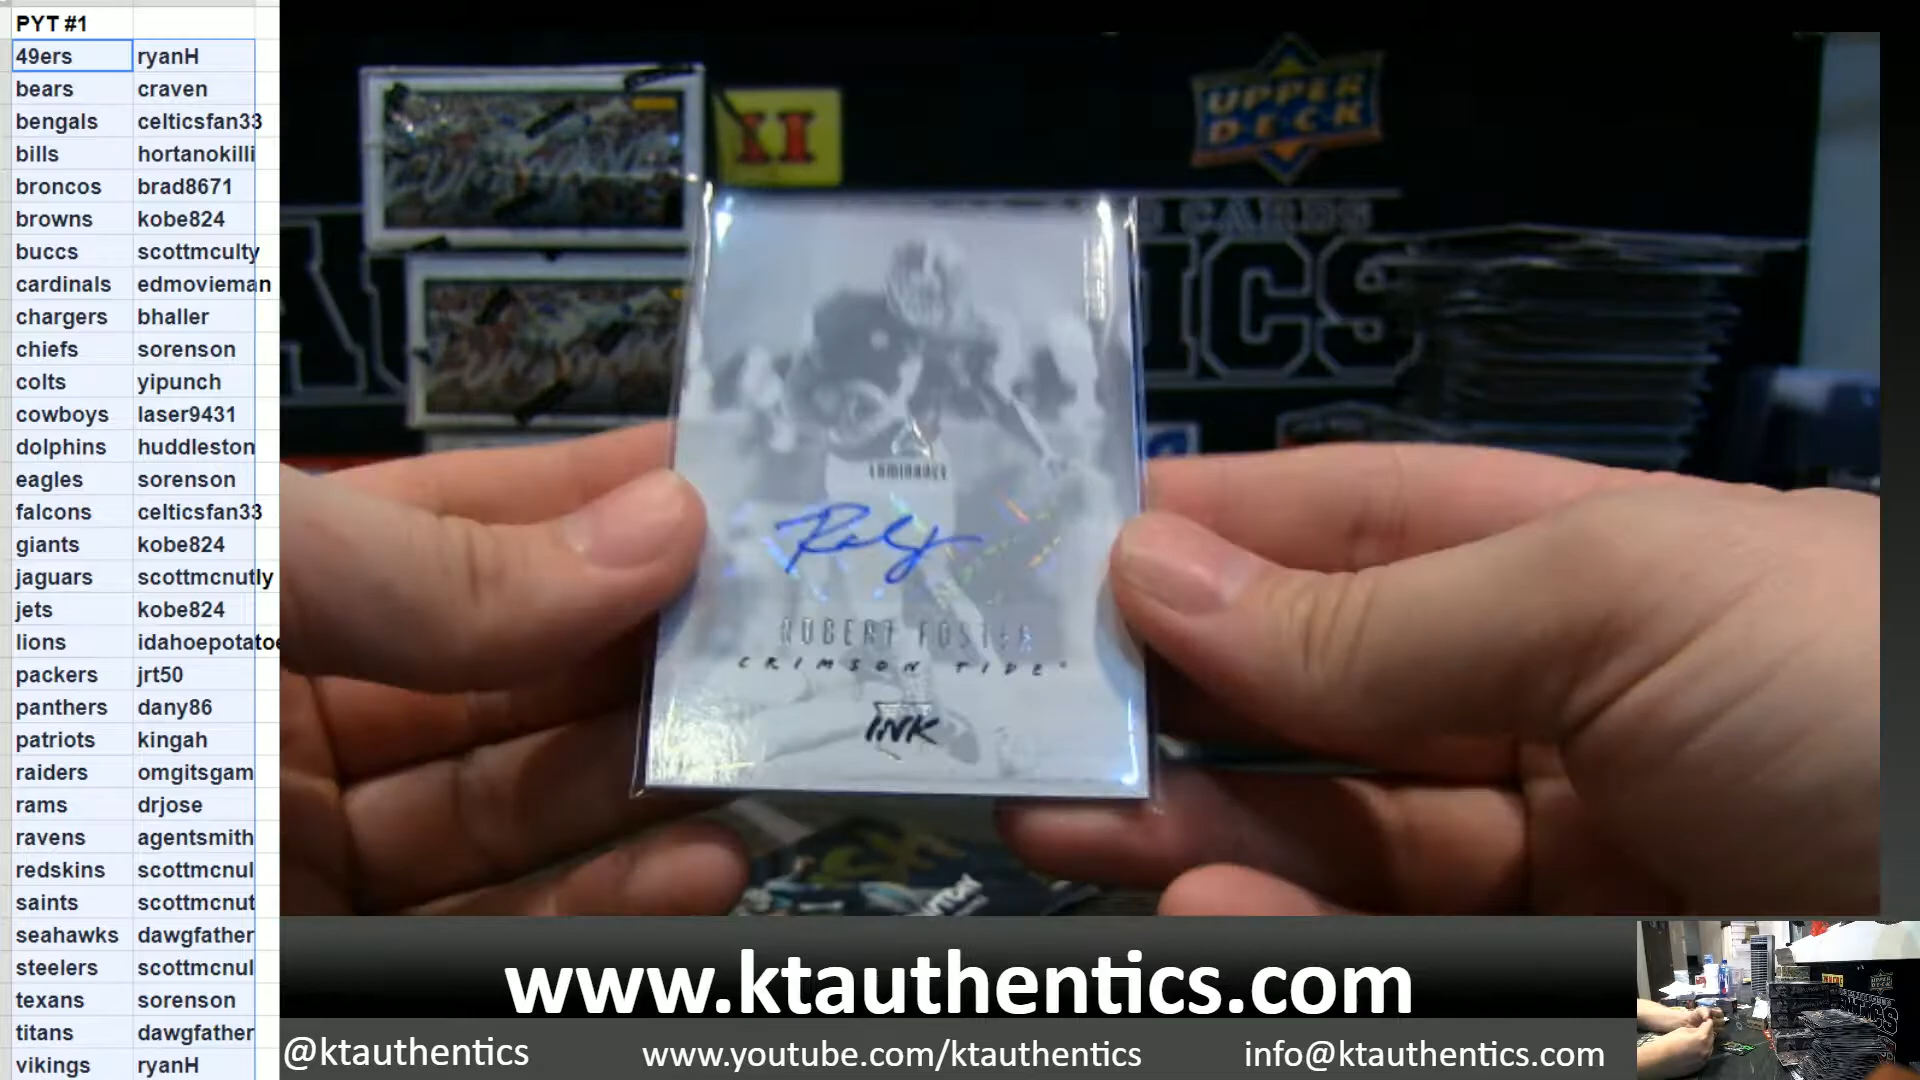 PYT #1
49ers ryanH
bears craven
bengals celticsfan33
bills hortanokilli
broncos brad8671
browns kobe824
buccs scottmculty
cardinals edmovieman
chargers bhaller
chiefs sorenson
colts yipunch
cowboys laser9431
dolphins huddleston
eagles sorenson
falcons celticsfan33
giants kobe824
jaguars scottmcnutly
jets kobe824
lions idahoepotatoe
packers jrt50
panthers dany86
patriots kingah
raiders omgitsgam
rams drjose
ravens agentsmith
redskins scottmcnul
saints scottmcnut
seahawks dawgfather
steelers scottmcnul
texans sorenson
titans dawgfather
vikings ryanH
II
UPPER
DECK
CARDS
LUMINANCE
ROBERT FOSTER
CRIMSON TIDE
INK
www.ktauthentics.com
@ktauthentics www.youtube.com/ktauthentics info@ktauthentics.com